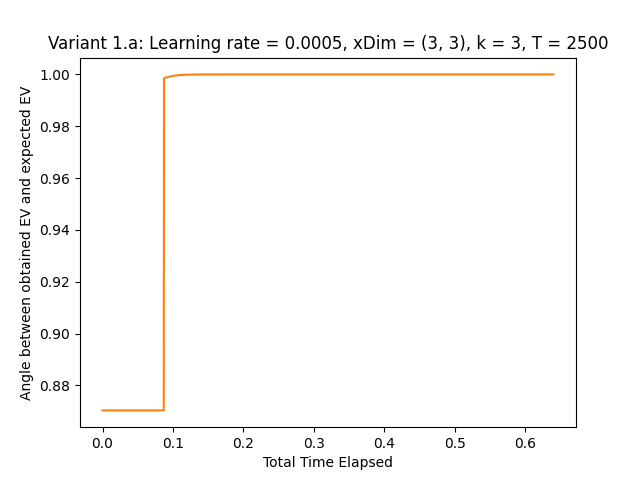 Variant 1.a: Learning rate = 0.0005, xDim = (3, 3), k = 3, T = 2500
Angle between obtained EV and expected EV
1.00
0.98
0.96
0.94
0.92
0.90
0.88
0.0 0.1 0.2 0.3 0.4 0.5 0.6
Total Time Elapsed